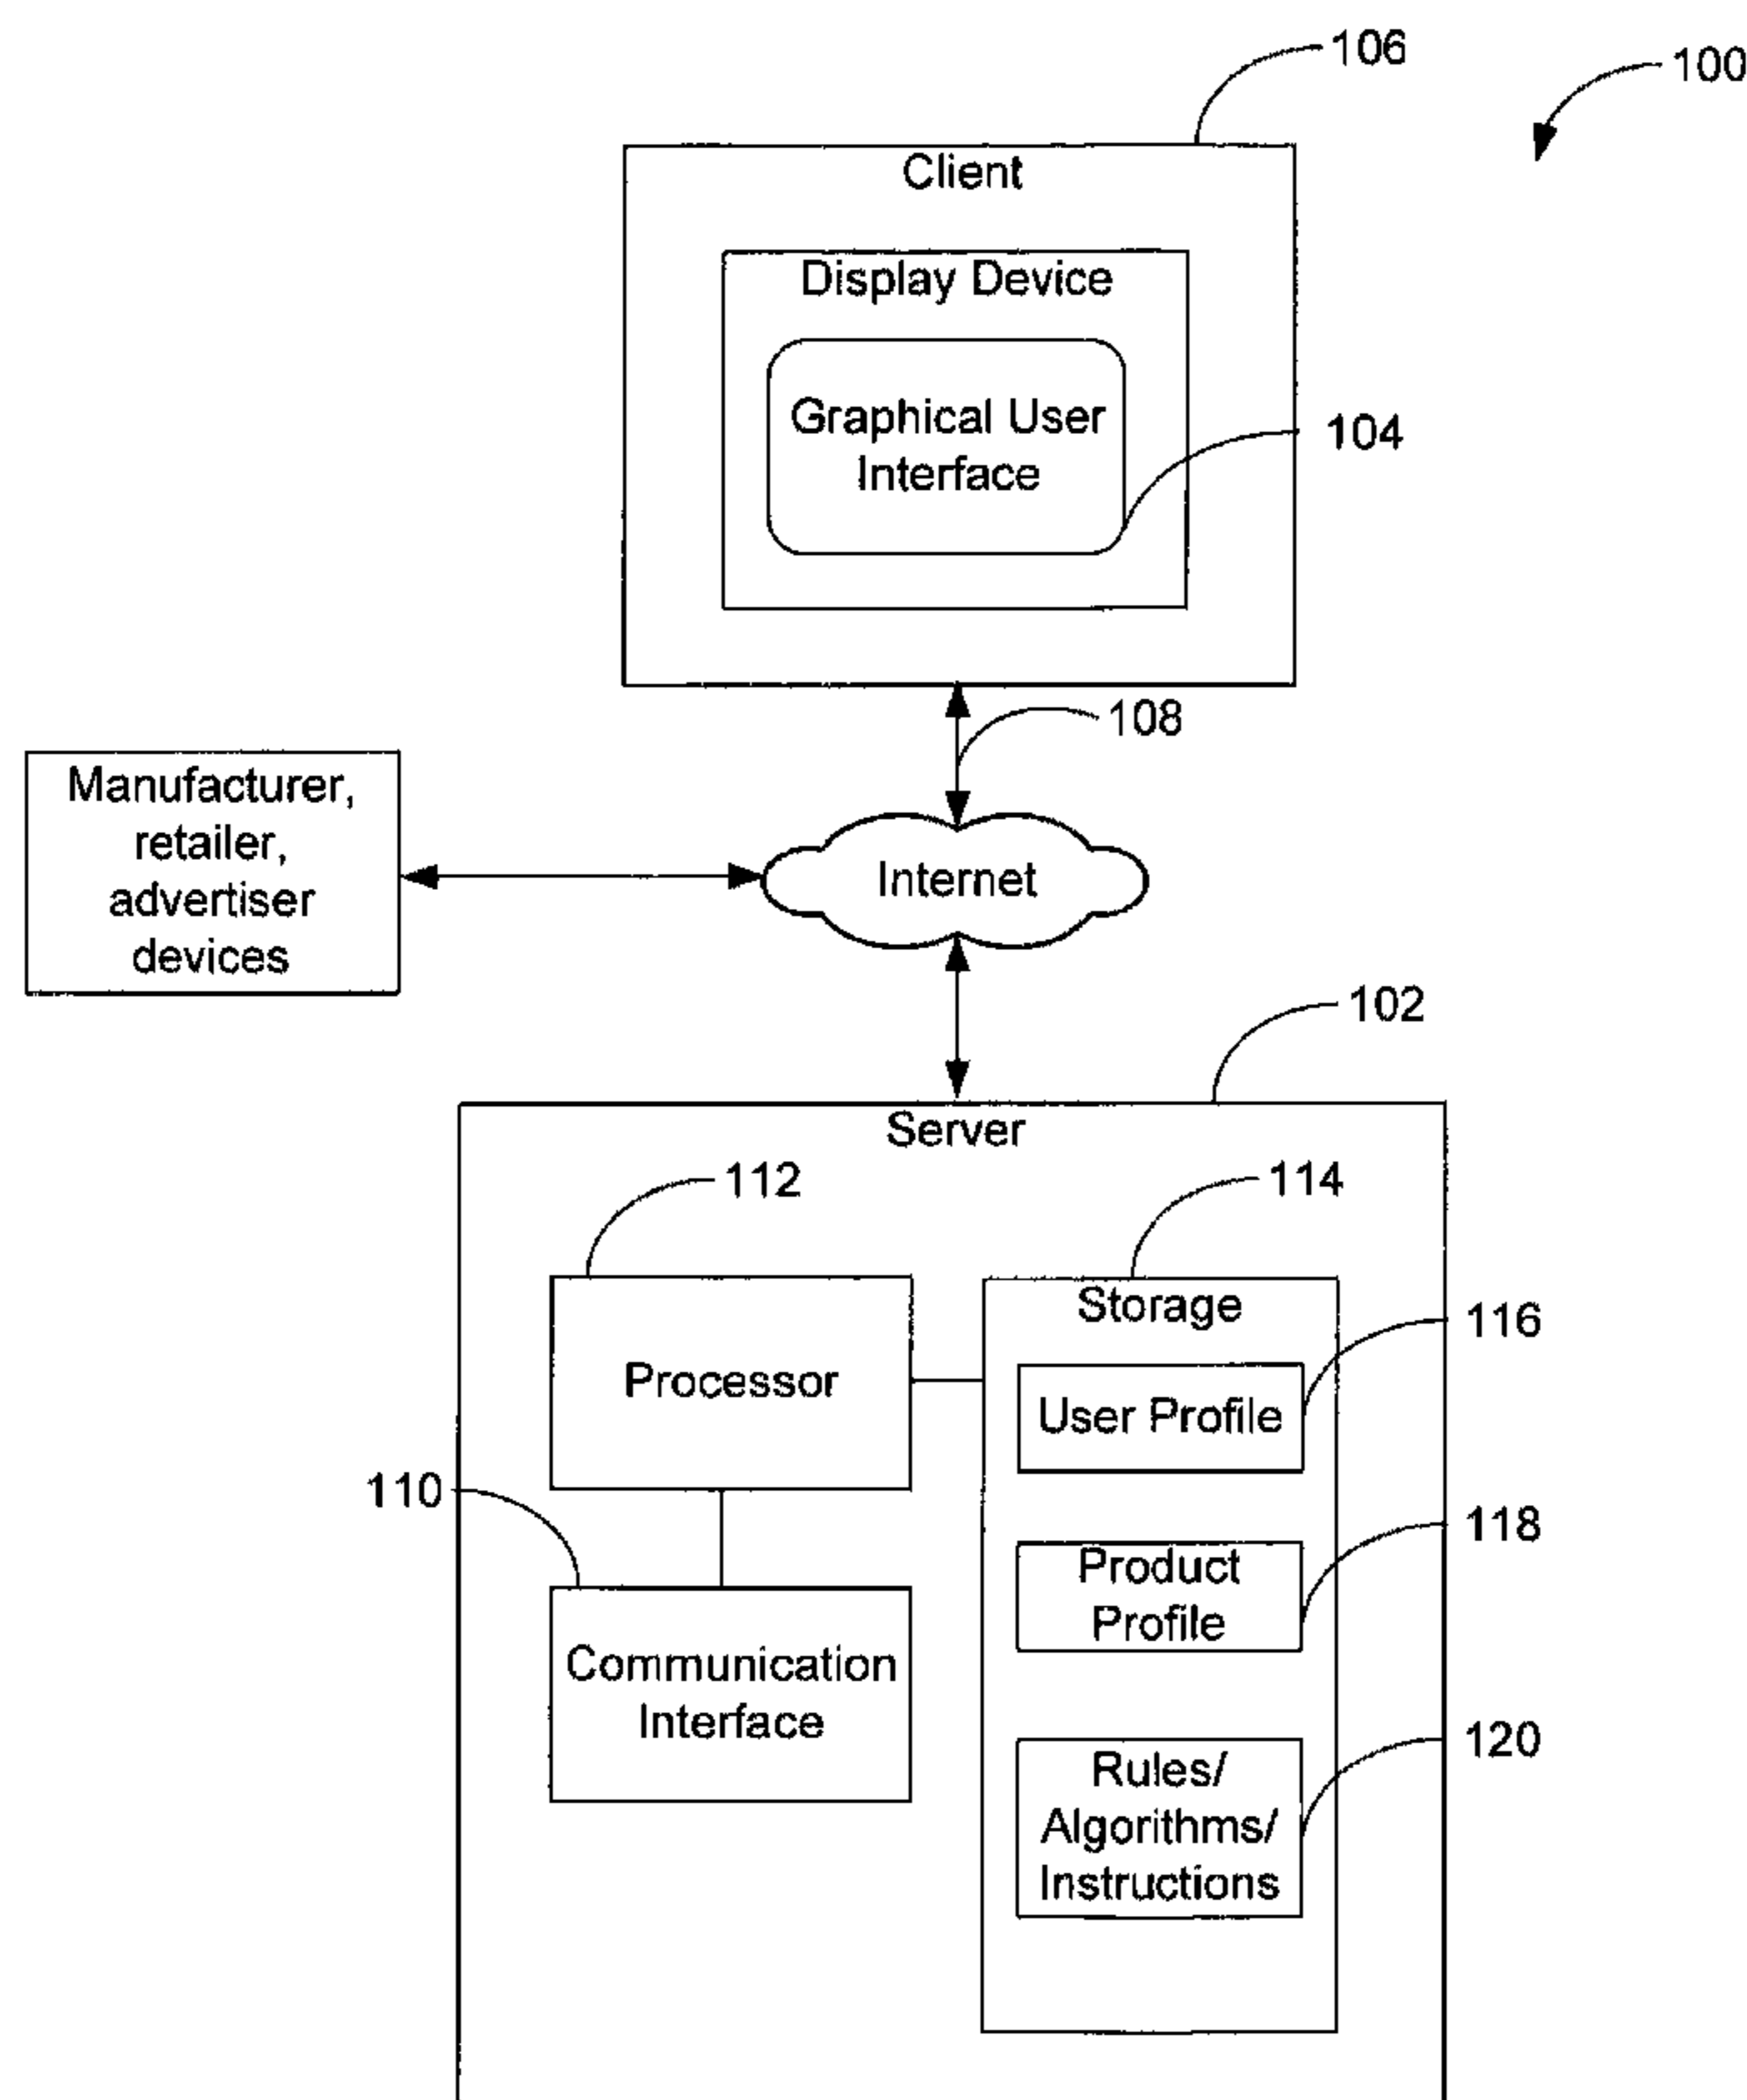 106
100
Client
Display Device
Graphical User
Interface
104
108
Manufacturer,
retailer,
advertiser
devices
Internet
102
Server
112
114
Storage
116
Processor
User Profile
110
118
Product
Profile
Communication
Interface
120
Rules/
Algorithms/
Instructions